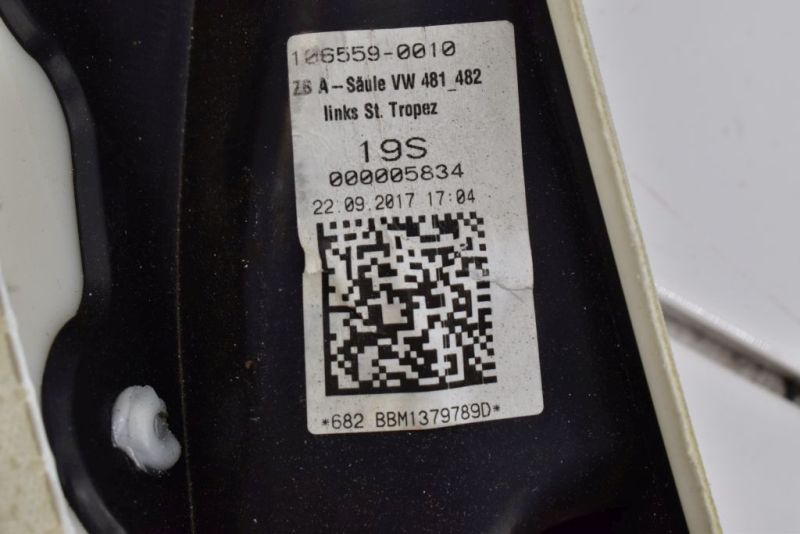 106559-0010
ZB A-Säule VW 481_482
links St. Tropez
19S
000005834
22.09.2017 17:04
*682 BBM1379789D*